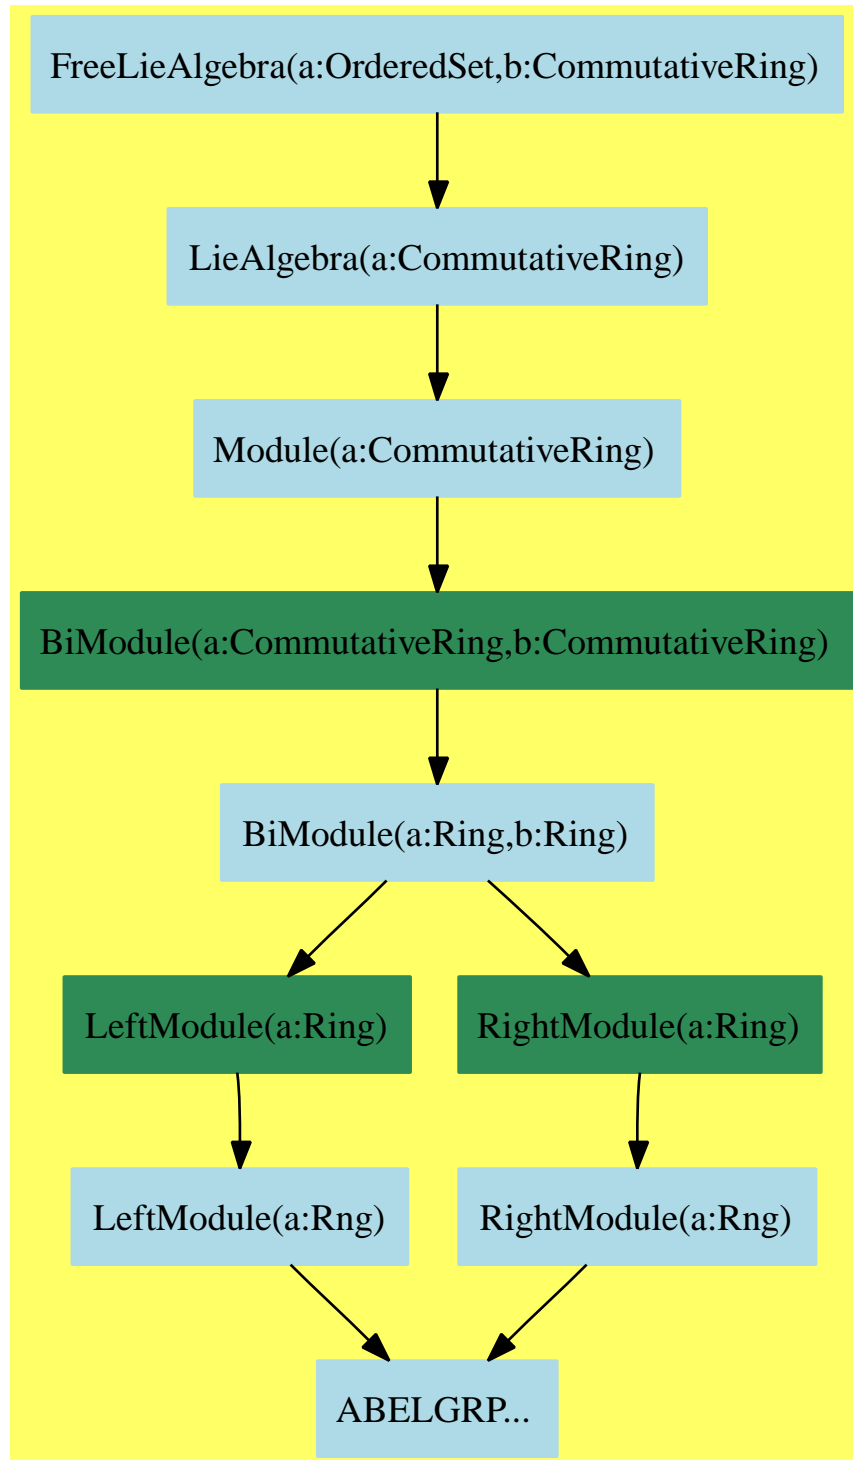 FreeLieAlgebra(a:OrderedSet,b:CommutativeRing)
LieAlgebra(a:CommutativeRing)
Module(a:CommutativeRing)
BiModule(a:CommutativeRing,b:CommutativeRing)
BiModule(a:Ring,b:Ring)
LeftModule(a:Ring)
RightModule(a:Ring)
LeftModule(a:Rng)
RightModule(a:Rng)
ABELGRP...